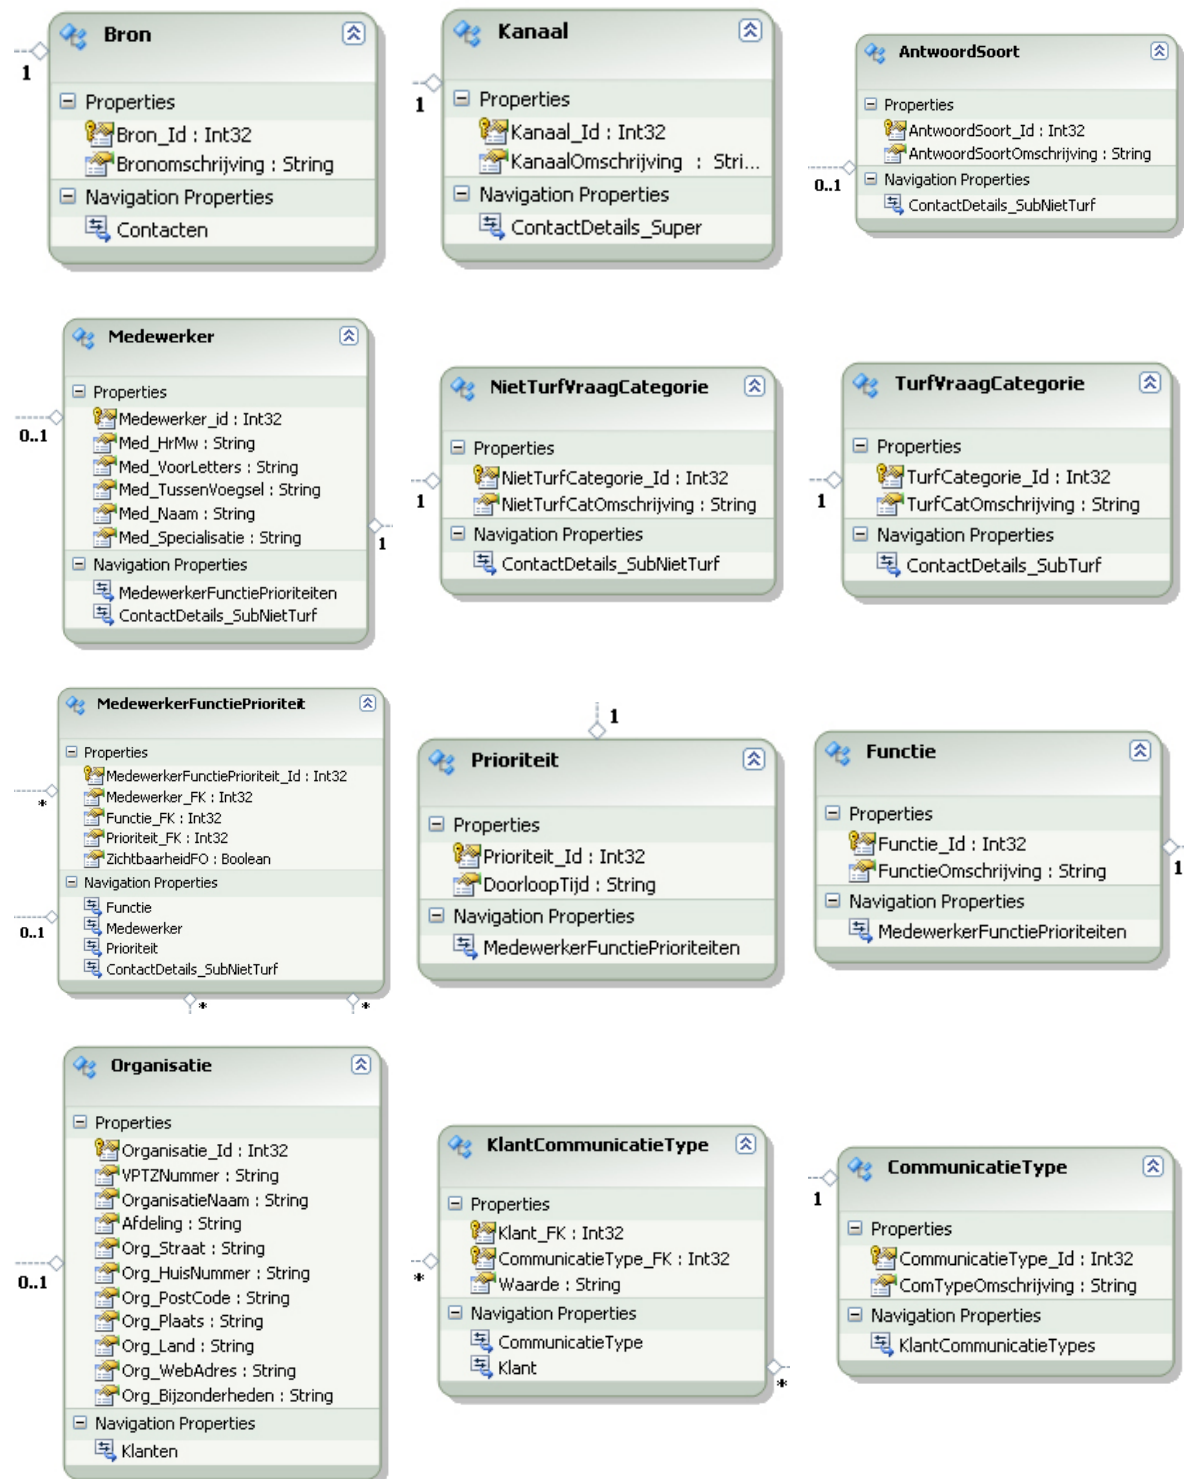 Bron
1
Properties
Bron_Id : Int32
Bronomschrijving : String
Navigation Properties
Contacten
Kanaal
1
Properties
Kanaal_Id : Int32
KanaalOmschrijving : Stri...
Navigation Properties
ContactDetails_Super
AntwoordSoort
Properties
AntwoordSoort_Id : Int32
AntwoordSoortOmschrijving : String
0..1
Navigation Properties
ContactDetails_SubNietTurf
Medewerker
Properties
Medewerker_id : Int32
0..1
Med_HrMw : String
Med_VoorLetters : String
Med_TussenVoegsel : String
Med_Naam : String
Med_Specialisatie : String
1
Navigation Properties
MedewerkerFunctiePrioriteiten
ContactDetails_SubNietTurf
NietTurfVraagCategorie
Properties
NietTurfCategorie_Id : Int32
1
NietTurfCatOmschrijving : String
Navigation Properties
ContactDetails_SubNietTurf
TurfVraagCategorie
Properties
TurfCategorie_Id : Int32
1
TurfCatOmschrijving : String
Navigation Properties
ContactDetails_SubTurf
MedewerkerFunctiePrioriteit
Properties
MedewerkerFunctiePrioriteit_Id : Int32
*
Medewerker_FK : Int32
Functie_FK : Int32
Prioriteit_FK : Int32
ZichtbaarheidFO : Boolean
Navigation Properties
Functie
0..1
Medewerker
Prioriteit
ContactDetails_SubNietTurf
* *
1
Prioriteit
Properties
Prioriteit_Id : Int32
DoorloopTijd : String
Navigation Properties
MedewerkerFunctiePrioriteiten
Functie
Properties
Functie_Id : Int32
FunctieOmschrijving : String
1
Navigation Properties
MedewerkerFunctiePrioriteiten
Organisatie
Properties
Organisatie_Id : Int32
VPTZNummer : String
OrganisatieNaam : String
Afdeling : String
Org_Straat : String
0..1
Org_HuisNummer : String
Org_PostCode : String
Org_Plaats : String
Org_Land : String
Org_WebAdres : String
Org_Bijzonderheden : String
Navigation Properties
Klanten
KlantCommunicatieType
Properties
Klant_FK : Int32
CommunicatieType_FK : Int32
*
Waarde : String
Navigation Properties
CommunicatieType
Klant
*
CommunicatieType
1
Properties
CommunicatieType_Id : Int32
ComTypeOmschrijving : String
Navigation Properties
KlantCommunicatieTypes